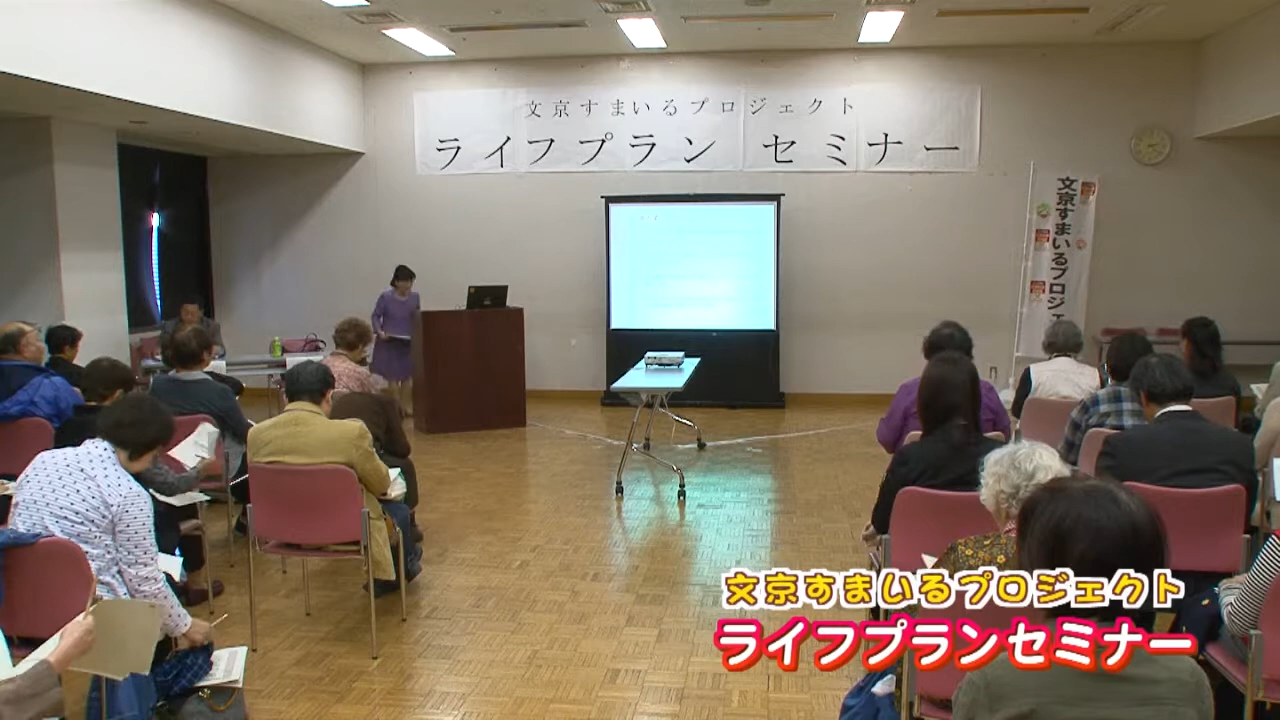 文京すまいるプロジェクト
ライフプラン セミナー
文京すまいるプロジェ
文京すまいるプロジェクト
ライフプランセミナー